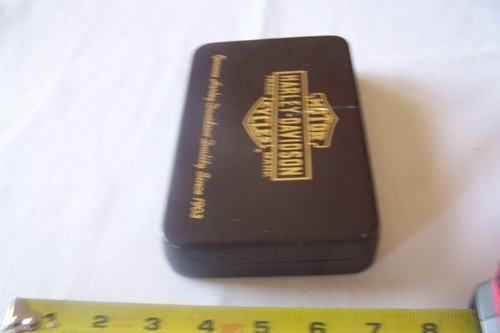 MOTOR
HARLEY-DAVIDSON
CYCLES
Genuine Harley Davidson Quality Since 1903
1 2 3 4 5 6 7 8